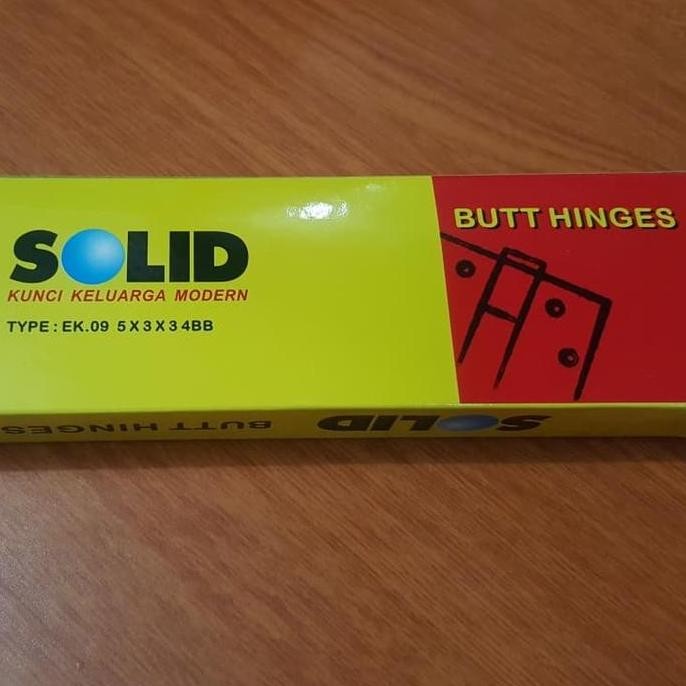 SOLID
KUNCI KELUARGA MODERN
TYPE : EK.09 5 X 3 X 3 4BB
BUTT HINGES
SOLID
BUTT HINGES